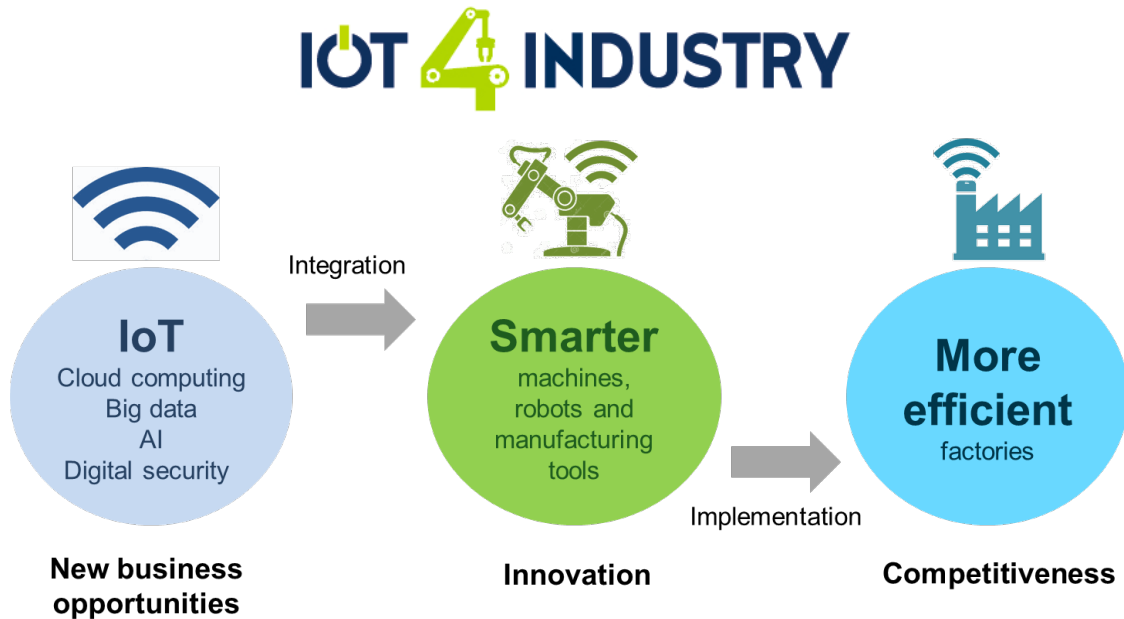 IOT 4 INDUSTRY
Integration
IoT
Cloud computing
Big data
AI
Digital security
New business
opportunities
Smarter
machines,
robots and
manufacturing
tools
Innovation
Implementation
More
efficient
factories
Competitiveness